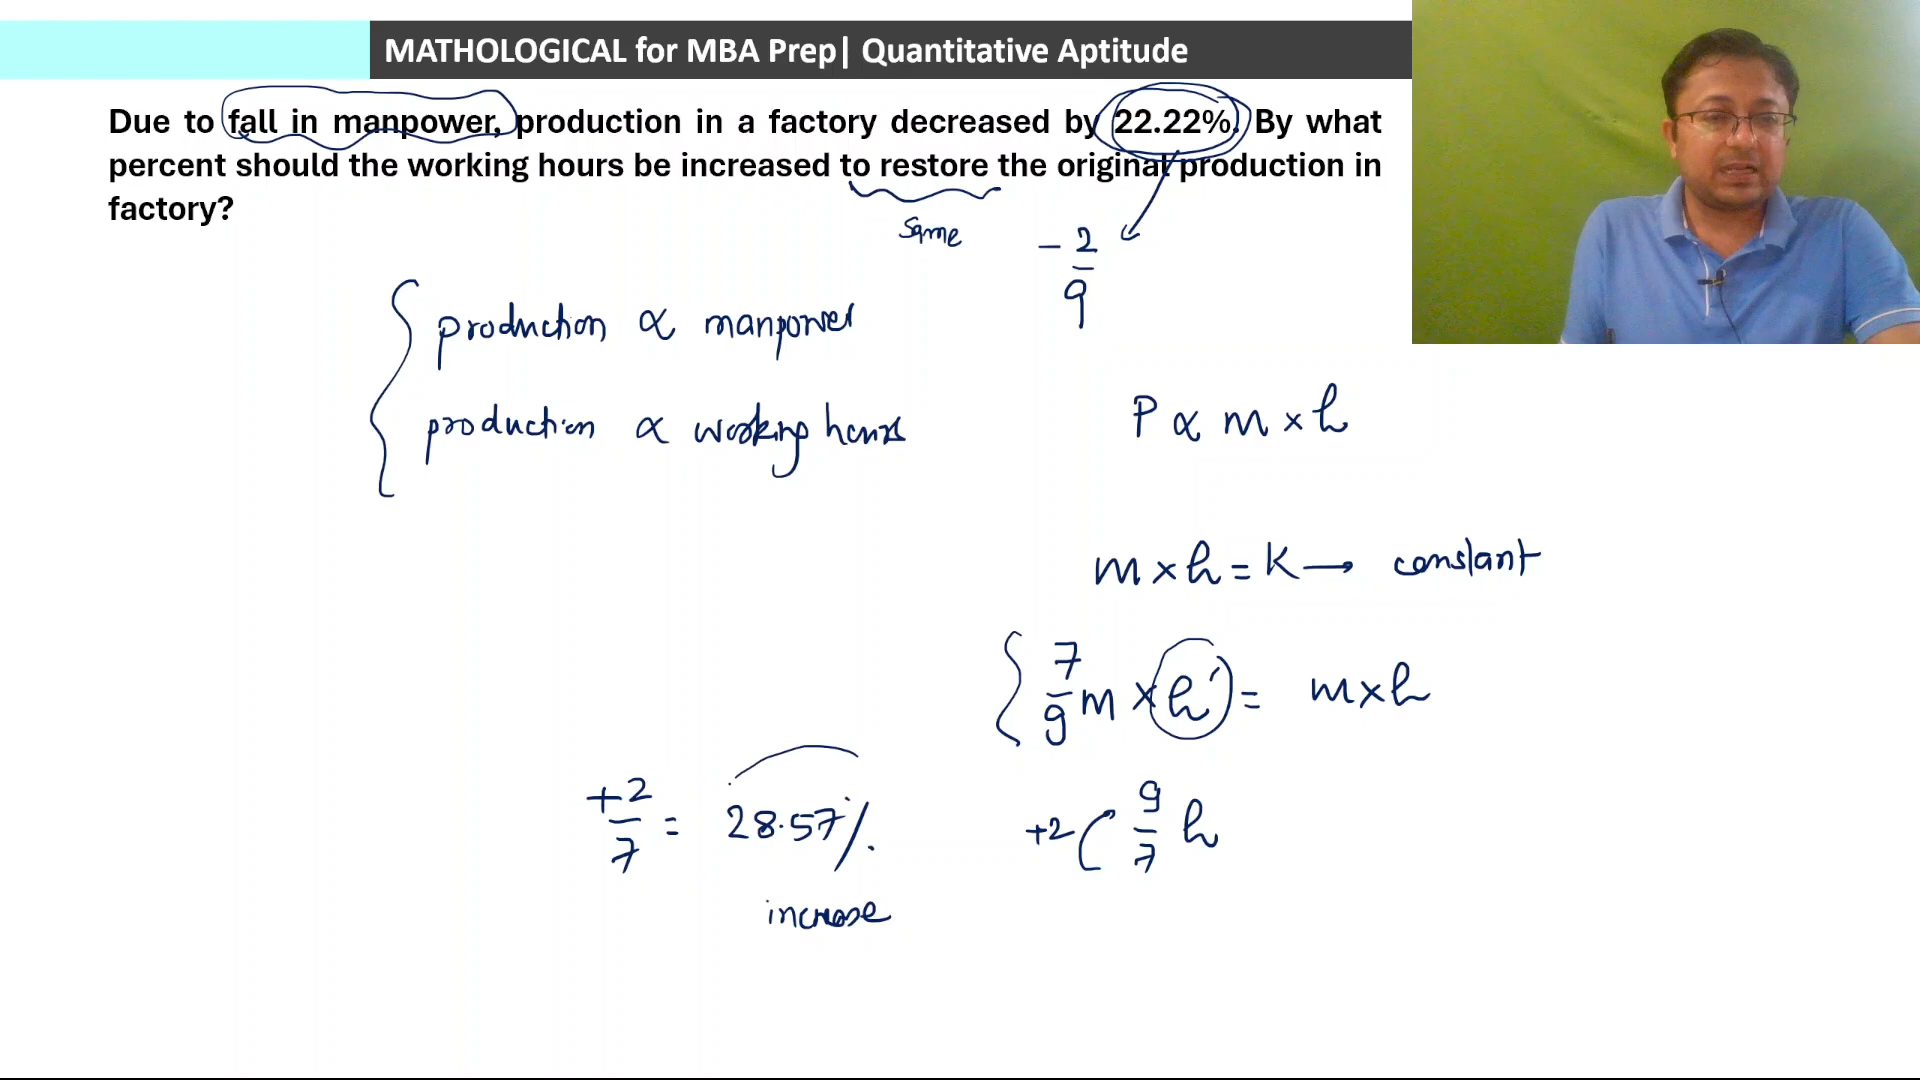 MATHOLOGICAL for MBA Prep| Quantitative Aptitude
Due to fall in manpower, production in a factory decreased by 22.22%. By what
percent should the working hours be increased to restore the original production in
factory?
same
- 2/9
production ∝ manpower
production ∝ working hours
P ∝ m × h
m × h = K → constant
7/9 m × h' = m × h
+2/7 = 28.57%.
+2 ( 9/7 h
increase